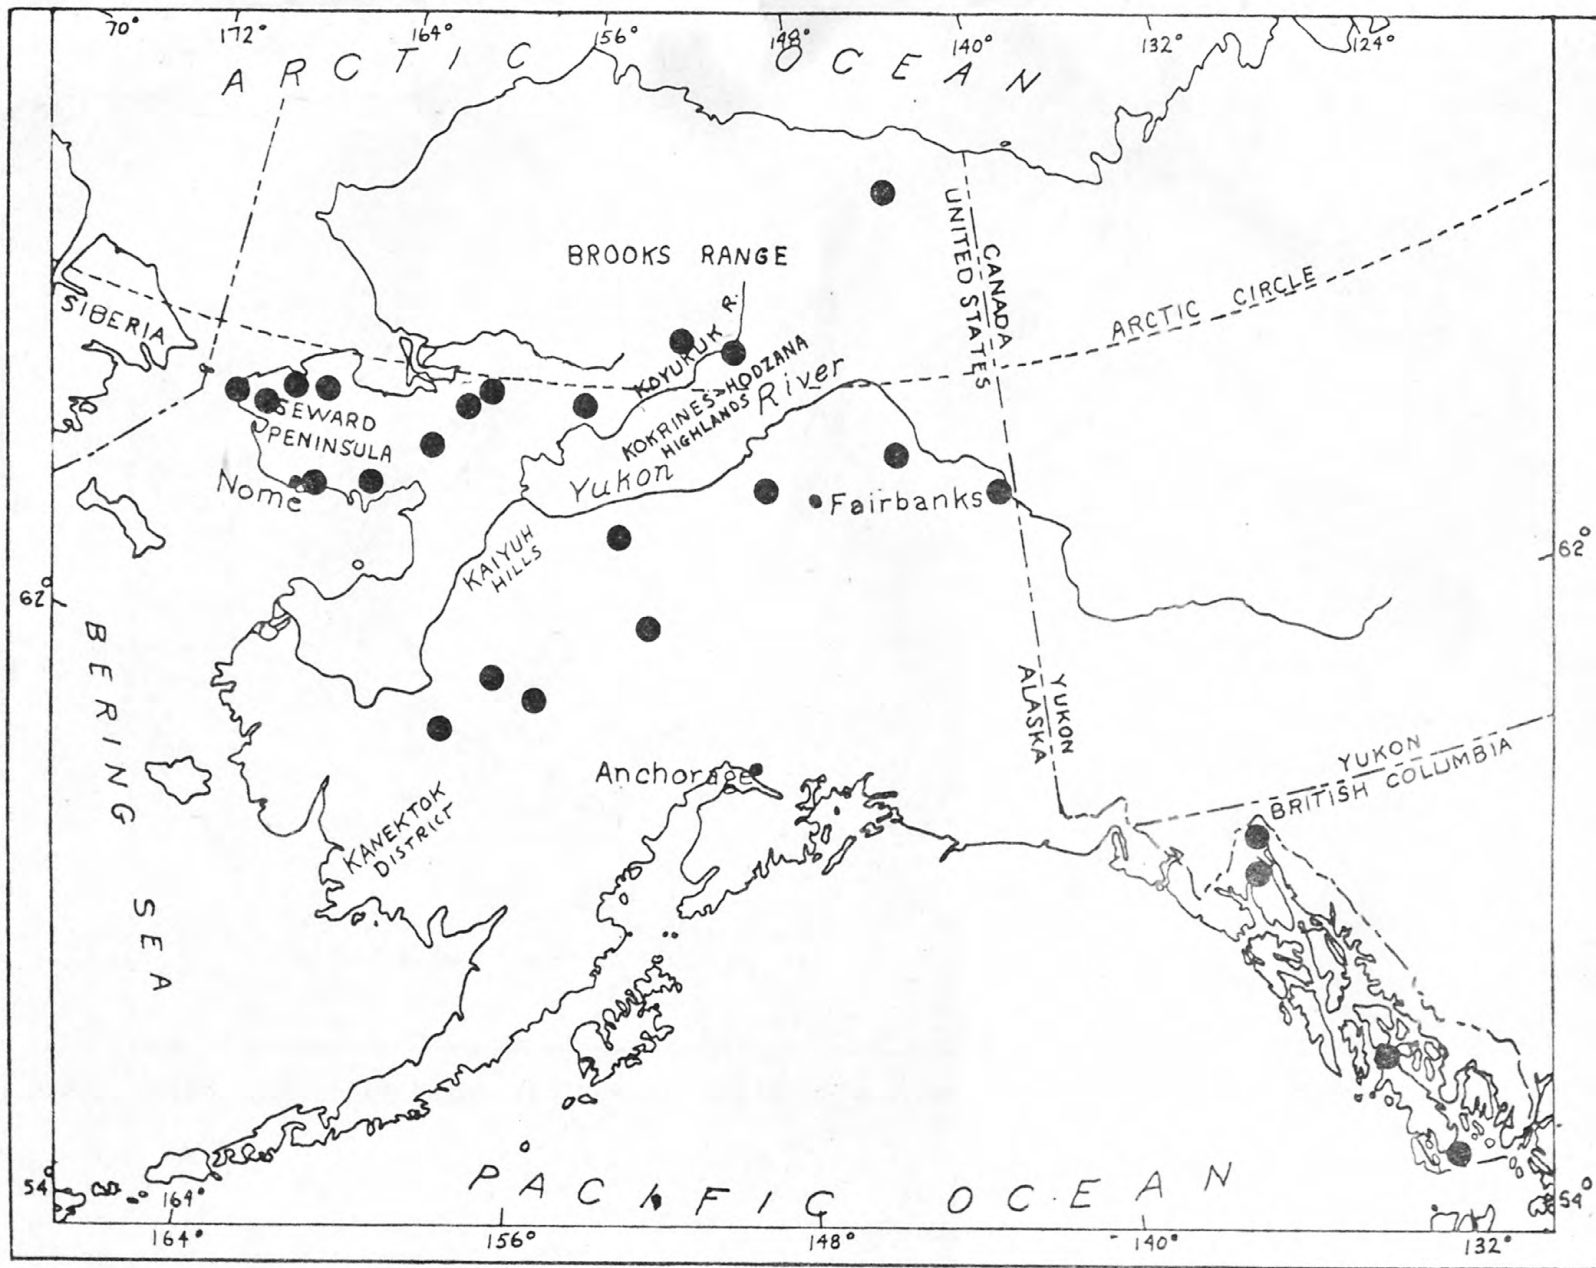 70° 172° 164° 156° 148° 140° 132° 124°
ARCTIC OCEAN
BROOKS RANGE
UNITED STATES
CANADA
SIBERIA
ARCTIC CIRCLE
KOYUKUK R.
KOKRINES-HODZANA
HIGHLANDS
River
SEWARD
PENINSULA
Yukon
Nome
Fairbanks
KAIYUH
HILLS
62°
62°
BERING SEA
ALASKA
YUKON
YUKON
BRITISH COLUMBIA
Anchorage
KANEKTOK
DISTRICT
54°
54°
164°
PACIFIC OCEAN
164° 156° 148° 140° 132°